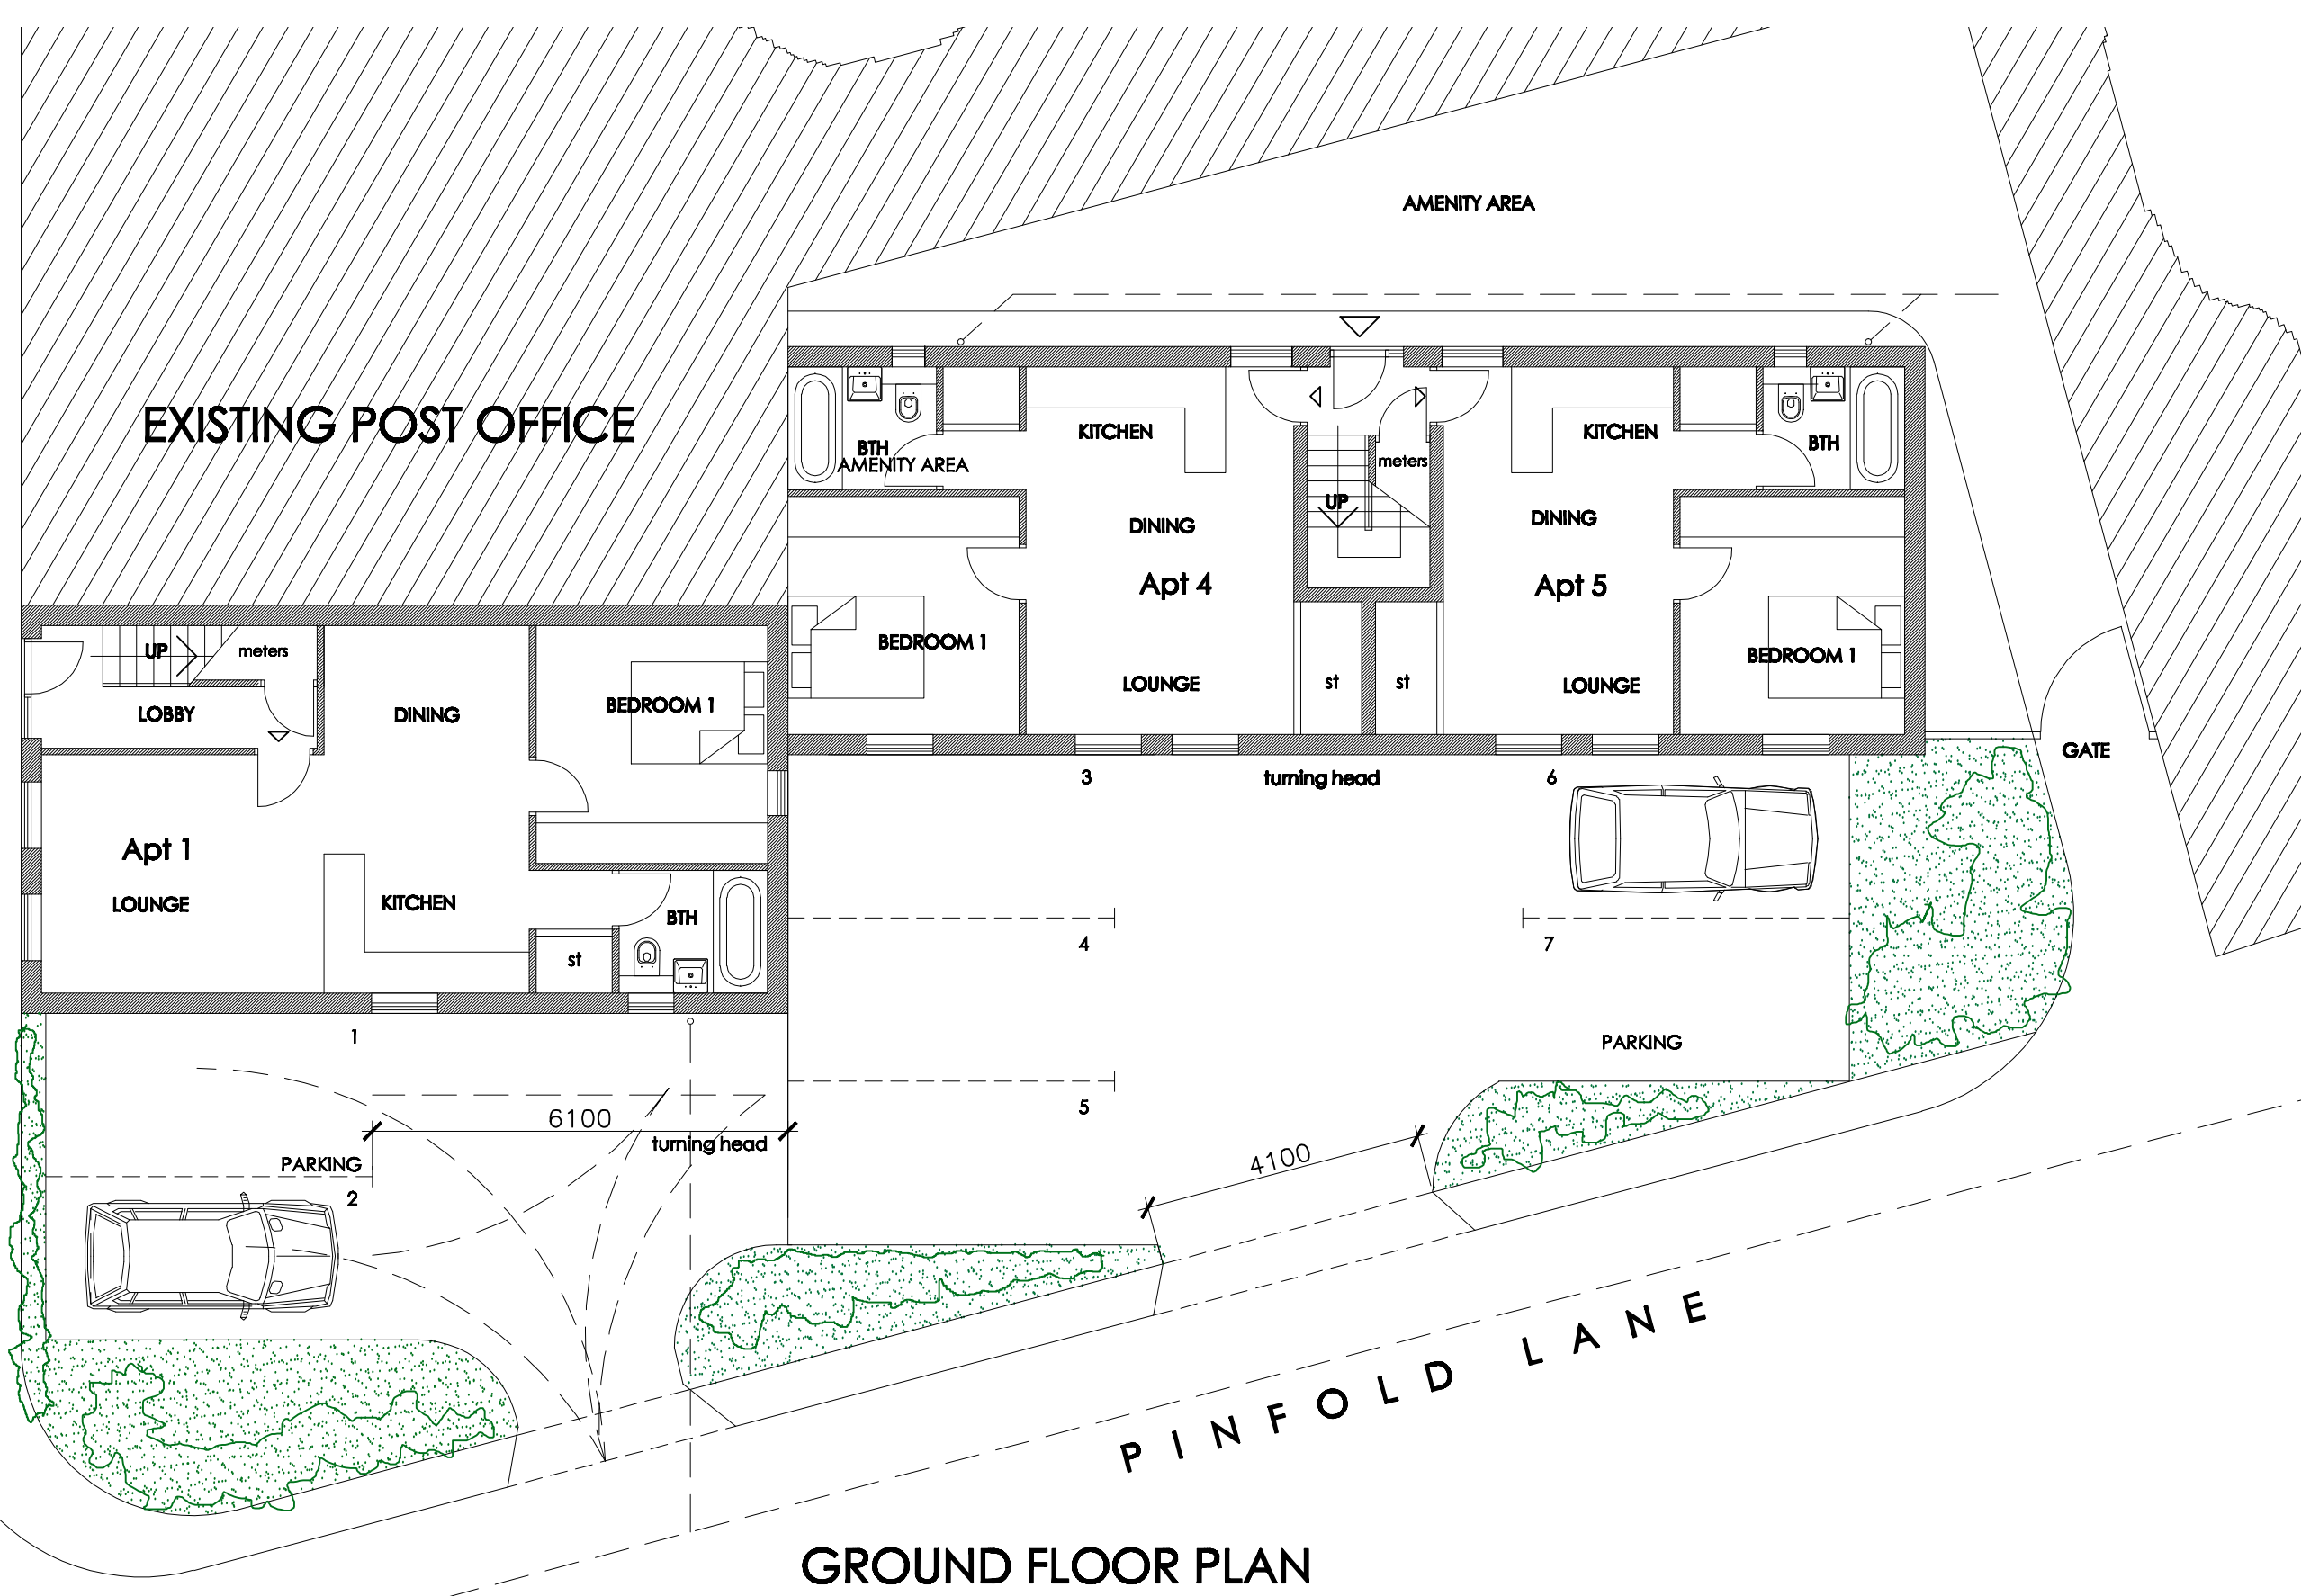 AMENITY AREA
EXISTING POST OFFICE
BTH
AMENITY AREA
KITCHEN
DINING
Apt 4
BEDROOM 1
LOUNGE
UP
meters
st
st
KITCHEN
BTH
DINING
Apt 5
BEDROOM 1
LOUNGE
UP
meters
LOBBY
DINING
BEDROOM 1
Apt 1
LOUNGE
KITCHEN
BTH
st
GATE
3
turning head
6
4
7
5
PARKING
1
6100
turning head
PARKING
2
4100
PINFOLD LANE
GROUND FLOOR PLAN